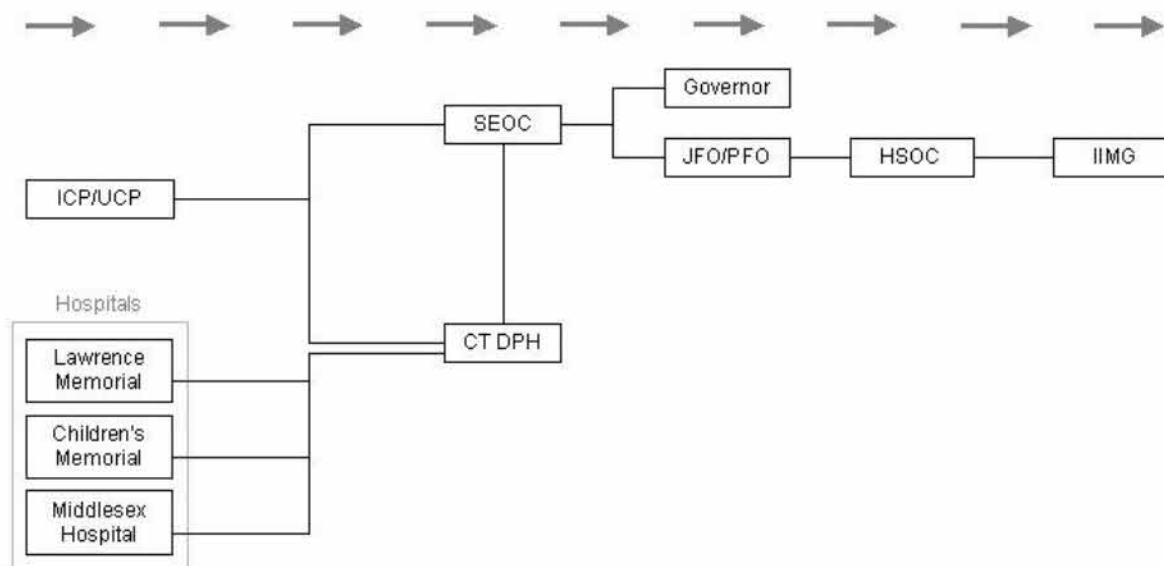 Governor
SEOC
JFO/PFO
HSOC
IIMG
ICP/UCP
Hospitals
CT DPH
Lawrence
Memorial
Children's
Memorial
Middlesex
Hospital